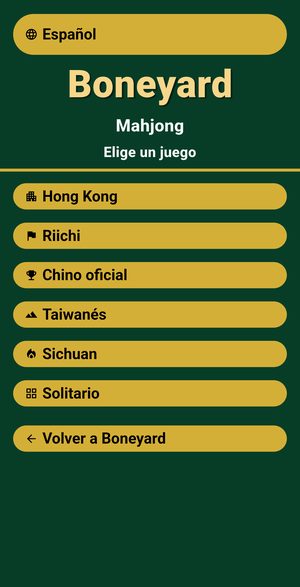 Español
Boneyard
Mahjong
Elige un juego
Hong Kong
Riichi
Chino oficial
Taiwanés
Sichuan
Solitario
Volver a Boneyard